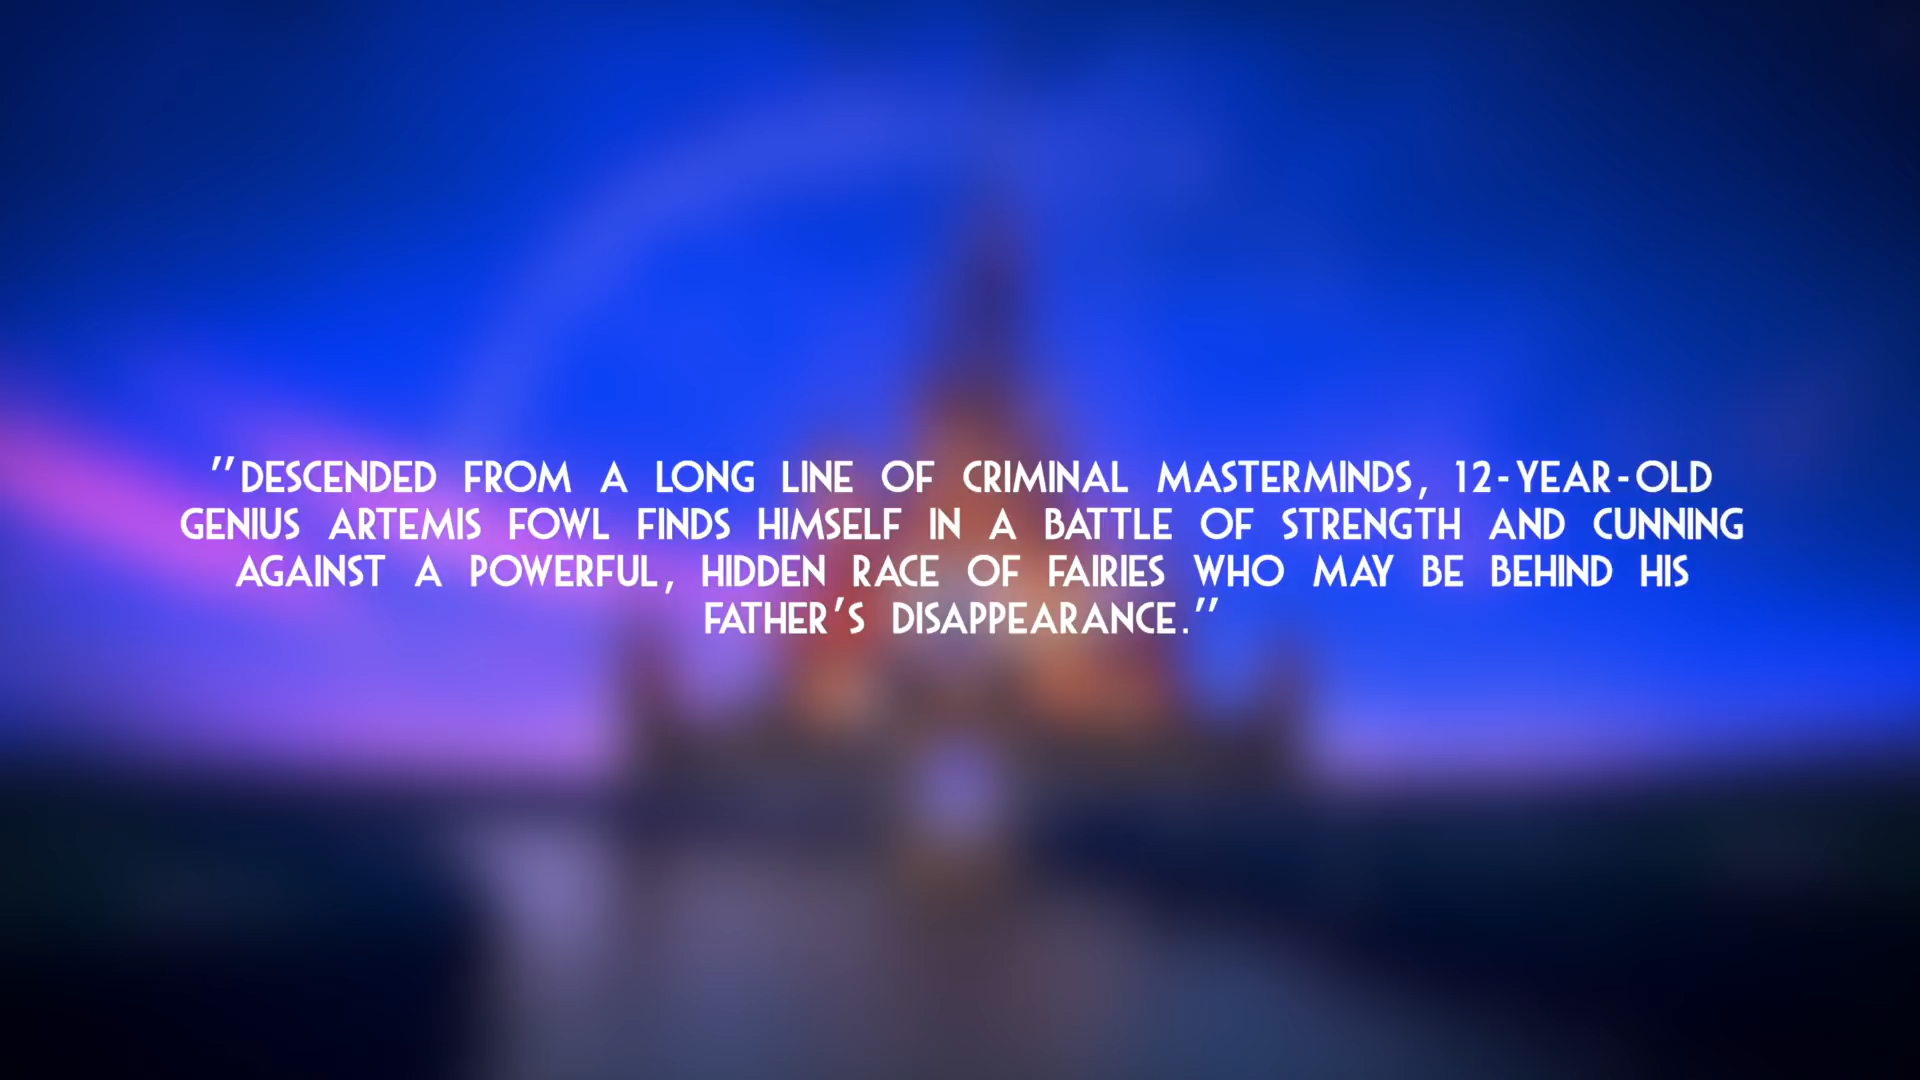 "DESCENDED FROM A LONG LINE OF CRIMINAL MASTERMINDS, 12-YEAR-OLD
GENIUS ARTEMIS FOWL FINDS HIMSELF IN A BATTLE OF STRENGTH AND CUNNING
AGAINST A POWERFUL, HIDDEN RACE OF FAIRIES WHO MAY BE BEHIND HIS
FATHER'S DISAPPEARANCE."